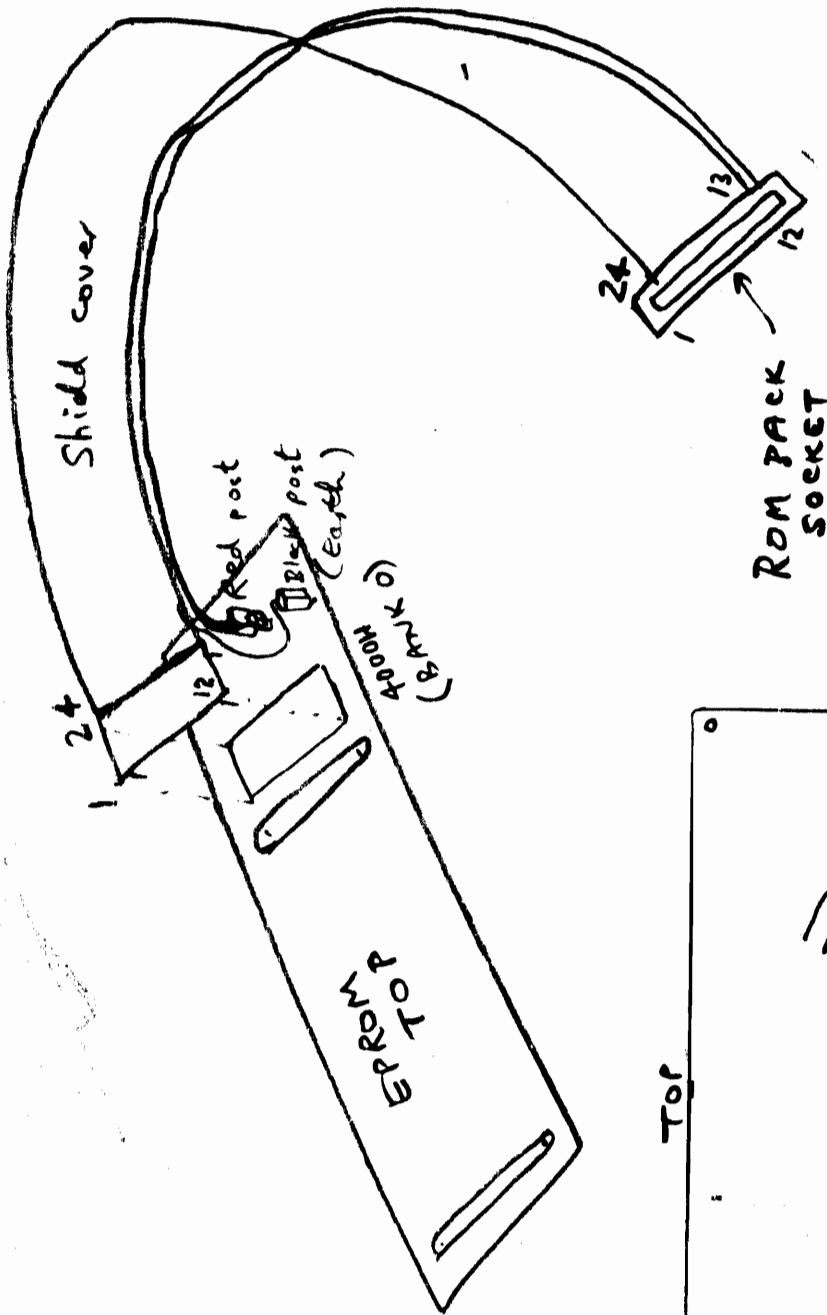 Shield cover
24
1
12
Red post
Black post
(Earth)
4000H
(BANK 0)
EPROM
TOP
24
13
1
12
ROM PACK
SOCKET
TOP